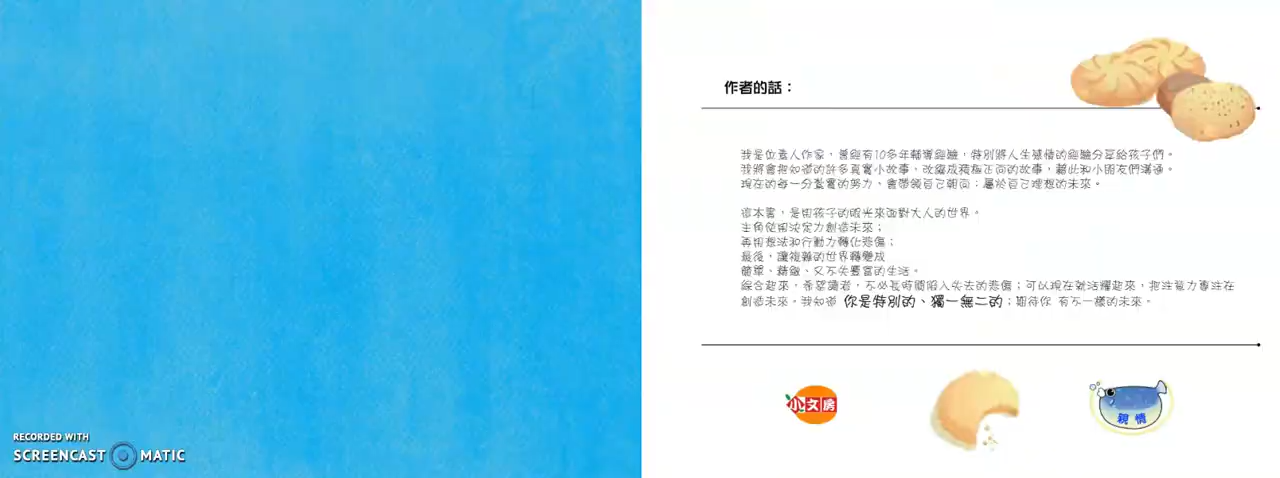 作者的話：
我是位素人作家，曾經有10多年輔導經驗，特別將人生感情的經驗分享給孩子們。
我將會把知道的許多真實小故事，改編成積極正向的故事，藉此和小朋友們溝通。
現在的每一分紮實的努力、會帶領自己朝向：屬於自己理想的未來。
這本書，是用孩子的眼光來面對大人的世界。
主角使用決定力創造未來；
再用想法和行動力轉化悲傷；
最後，讓複雜的世界轉變成
簡單、精緻、又不失豐富的生活。
綜合起來，希望讀者，不必長時間陷入失去的悲傷；可以現在就活躍起來，把注意力專注在
創造未來。我知道 你是特別的、獨一無二的；期待你 有不一樣的未來。
小文房
親情
RECORDED WITH
SCREENCAST MATIC